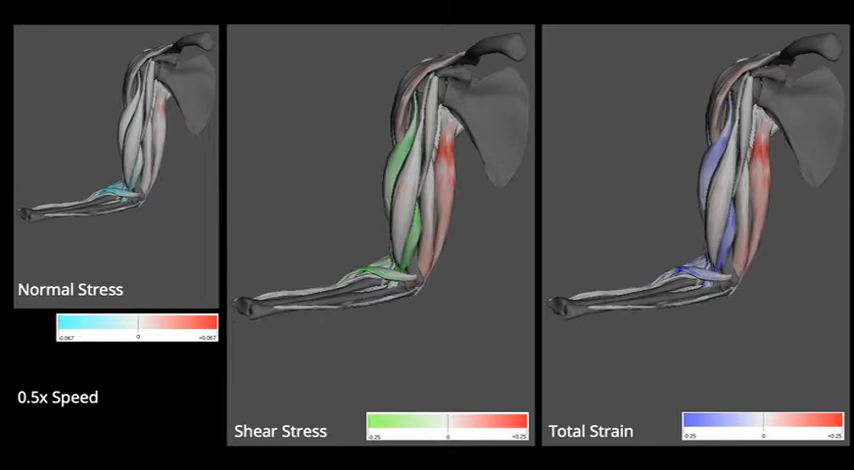 Normal Stress
-0.067 0 +0.067
0.5x Speed
Shear Stress
-0.25 0 +0.25
Total Strain
-0.25 0 +0.25